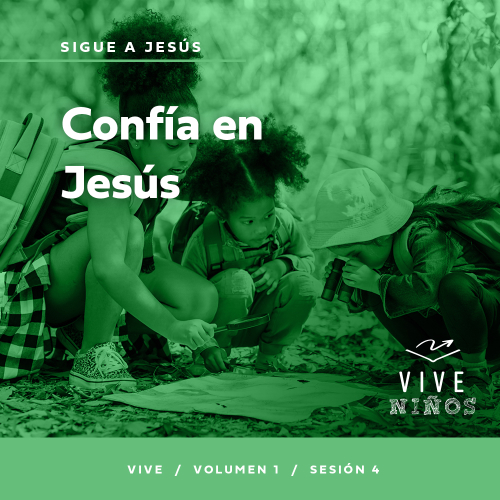 SIGUE A JESÚS
Confía en
Jesús
VIVE
NIÑOS
VIVE / VOLUMEN 1 / SESIÓN 4